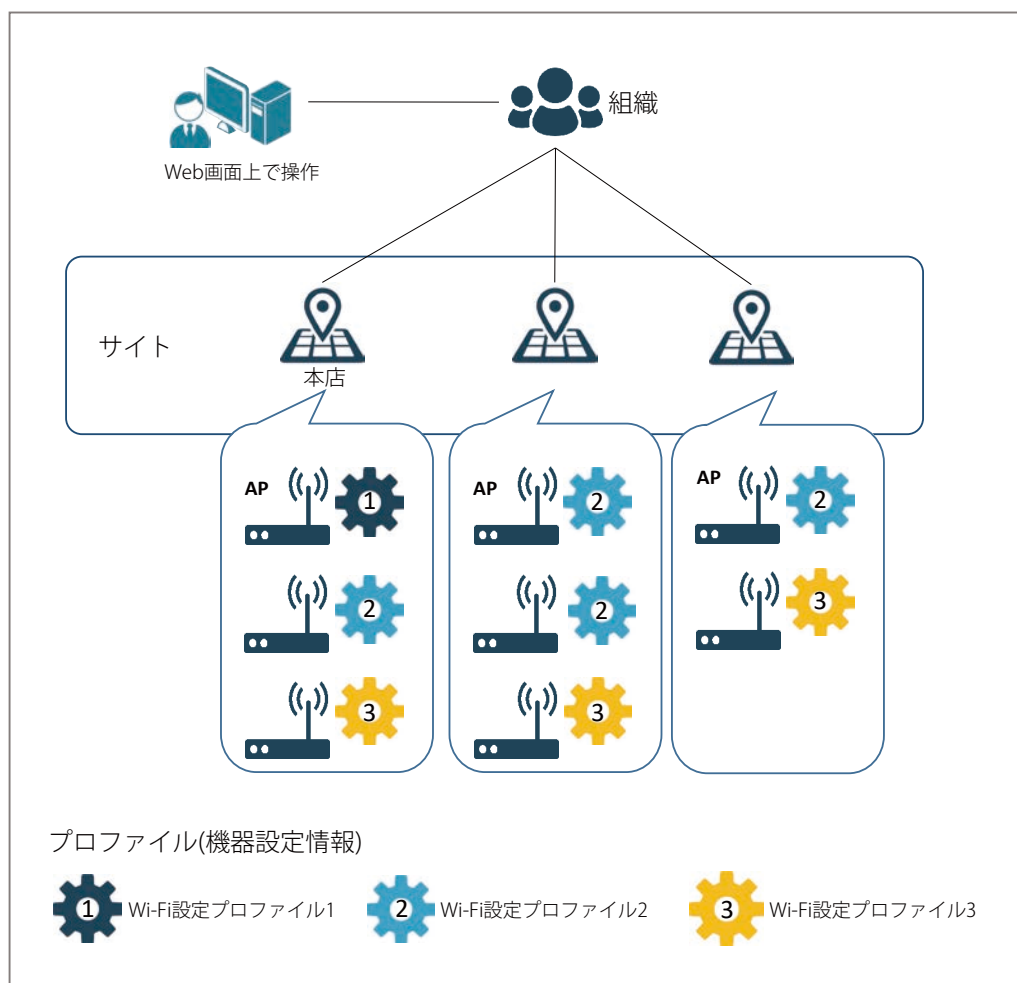 組織
Web画面上で操作
サイト
本店
AP 1
AP 2
AP 2
2
2
3
3
3
プロファイル(機器設定情報)
1 Wi-Fi設定プロファイル1
2 Wi-Fi設定プロファイル2
3 Wi-Fi設定プロファイル3